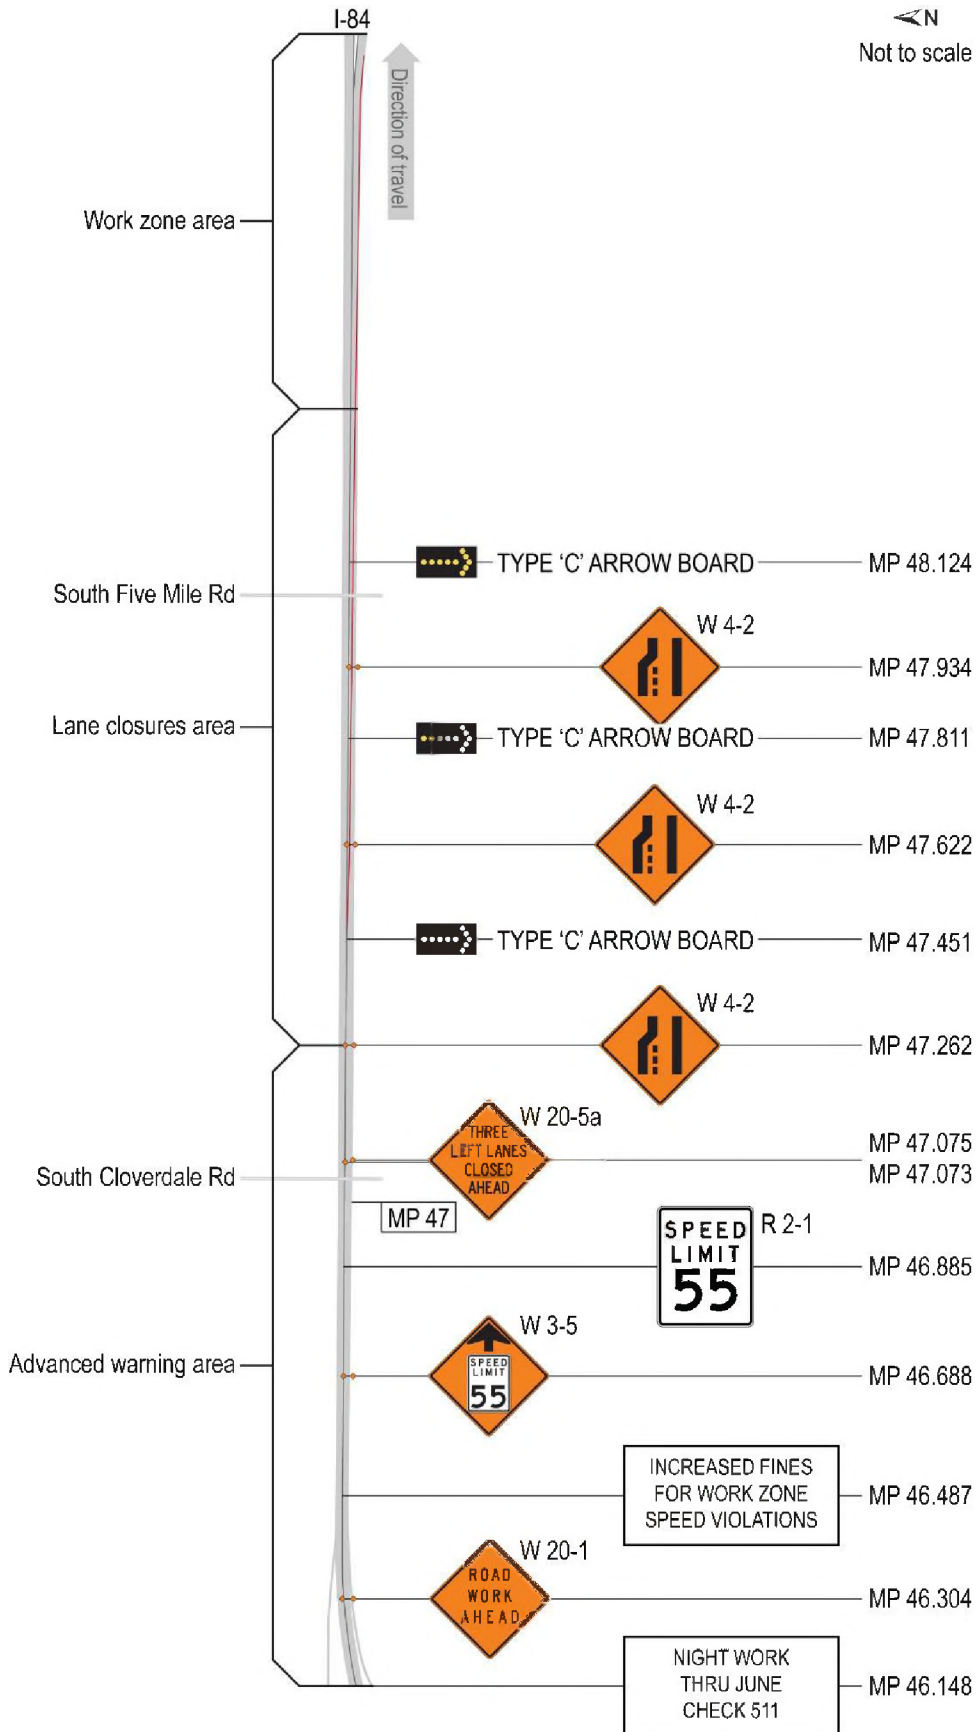 I-84
N
Not to scale
Direction of travel
Work zone area
TYPE 'C' ARROW BOARD
MP 48.124
South Five Mile Rd
W 4-2
MP 47.934
Lane closures area
TYPE 'C' ARROW BOARD
MP 47.811
W 4-2
MP 47.622
TYPE 'C' ARROW BOARD
MP 47.451
W 4-2
MP 47.262
W 20-5a
THREE
LEFT LANES
CLOSED
AHEAD
MP 47.075
MP 47.073
South Cloverdale Rd
MP 47
SPEED
LIMIT
55
R 2-1
MP 46.885
W 3-5
SPEED
LIMIT
55
Advanced warning area
MP 46.688
INCREASED FINES
FOR WORK ZONE
SPEED VIOLATIONS
MP 46.487
W 20-1
ROAD
WORK
AHEAD
MP 46.304
NIGHT WORK
THRU JUNE
CHECK 511
MP 46.148